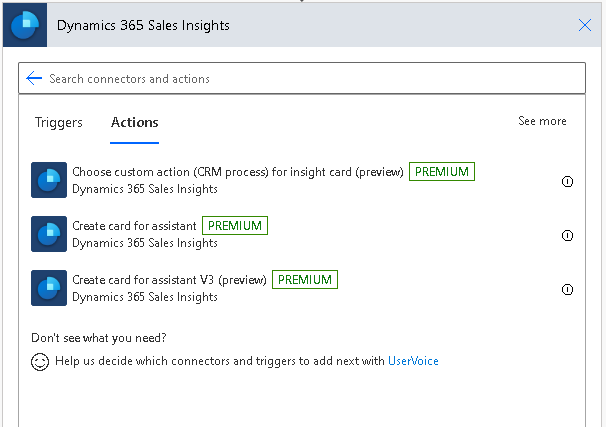 Dynamics 365 Sales Insights
Search connectors and actions
Triggers Actions See more
Choose custom action (CRM process) for insight card (preview) PREMIUM
Dynamics 365 Sales Insights
Create card for assistant PREMIUM
Dynamics 365 Sales Insights
Create card for assistant V3 (preview) PREMIUM
Dynamics 365 Sales Insights
Don't see what you need?
Help us decide which connectors and triggers to add next with UserVoice